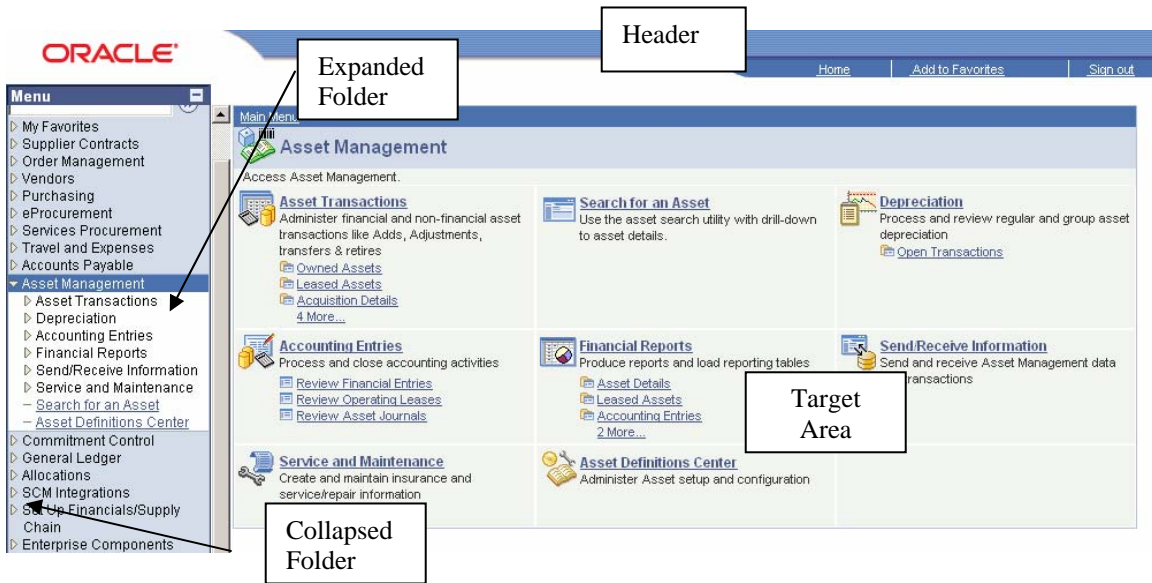 ORACLE®
Header
Home
Add to Favorites
Sign out
Expanded
Folder
Menu
My Favorites
Supplier Contracts
Order Management
Vendors
Purchasing
eProcurement
Services Procurement
Travel and Expenses
Accounts Payable
Asset Management
Asset Transactions
Depreciation
Accounting Entries
Financial Reports
Send/Receive Information
Service and Maintenance
Search for an Asset
Asset Definitions Center
Commitment Control
General Ledger
Allocations
SCM Integrations
Set Up Financials/Supply
Chain
Enterprise Components
Main Menu
Asset Management
Access Asset Management.
Asset Transactions
Administer financial and non-financial asset
transactions like Adds, Adjustments,
transfers & retires
Owned Assets
Leased Assets
Acquisition Details
4 More...
Search for an Asset
Use the asset search utility with drill-down
to asset details.
Depreciation
Process and review regular and group asset
depreciation
Open Transactions
Accounting Entries
Process and close accounting activities
Review Financial Entries
Review Operating Leases
Review Asset Journals
Financial Reports
Produce reports and load reporting tables
Asset Details
Leased Assets
Accounting Entries
2 More...
Send/Receive Information
Send and receive Asset Management data
transactions
Target
Area
Service and Maintenance
Create and maintain insurance and
service/repair information
Asset Definitions Center
Administer Asset setup and configuration
Collapsed
Folder